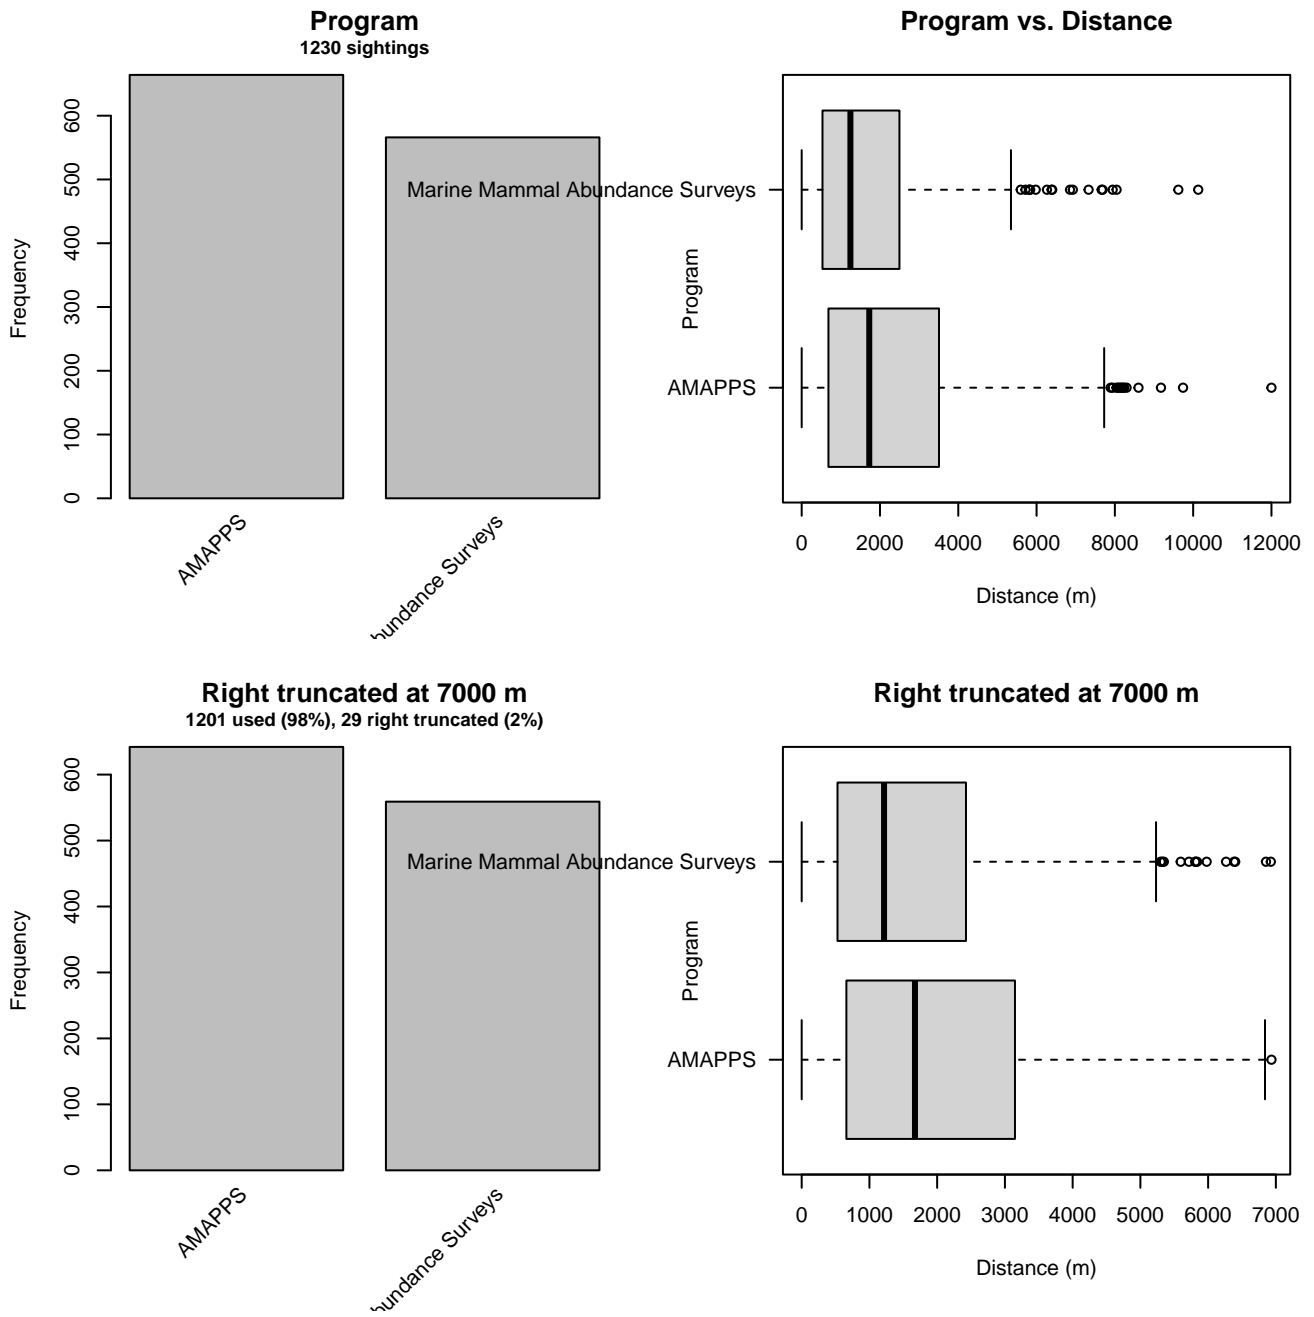 Program
1230 sightings
Frequency
0
100
200
300
400
500
600
AMAPPS
bundance Surveys
Program vs. Distance
Program
Marine Mammal Abundance Surveys
AMAPPS
0 2000 4000 6000 8000 10000 12000
Distance (m)
Right truncated at 7000 m
1201 used (98%), 29 right truncated (2%)
Frequency
0
100
200
300
400
500
600
AMAPPS
bundance Surveys
Right truncated at 7000 m
Program
Marine Mammal Abundance Surveys
AMAPPS
0 1000 2000 3000 4000 5000 6000 7000
Distance (m)